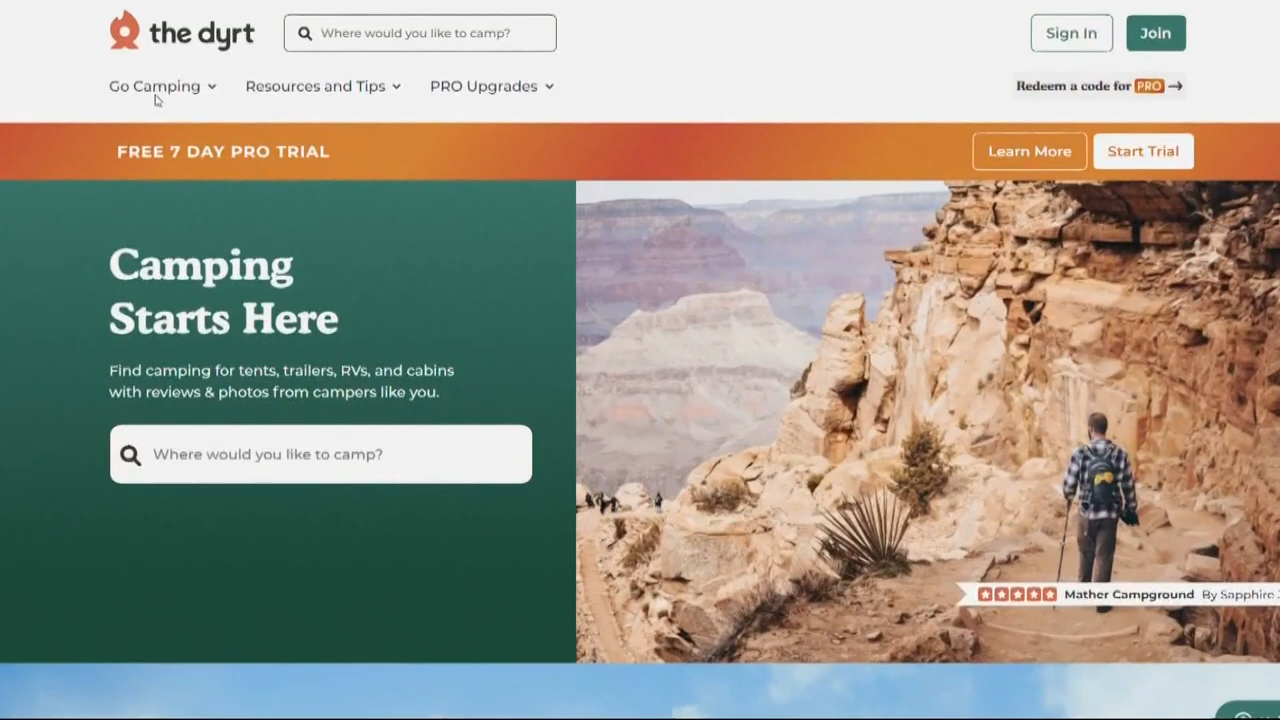 the dyrt
Where would you like to camp?
Sign In
Join
Go Camping
Resources and Tips
PRO Upgrades
Redeem a code for PRO →
FREE 7 DAY PRO TRIAL
Learn More
Start Trial
Camping
Starts Here
Find camping for tents, trailers, RVs, and cabins
with reviews & photos from campers like you.
Where would you like to camp?
Mather Campground By Sapphire